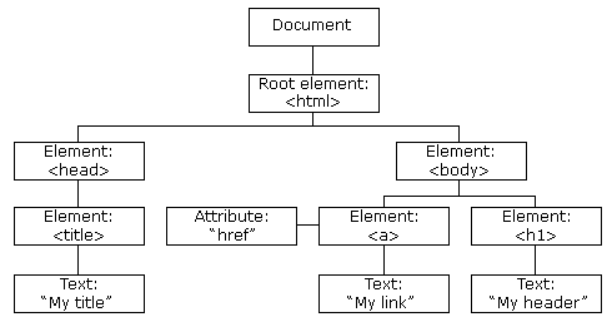 Document
Root element:
<html>
Element:
<head>
Element:
<body>
Element:
<title>
Attribute:
“href”
Element:
<a>
Element:
<h1>
Text:
“My title”
Text:
“My link”
Text:
“My header”